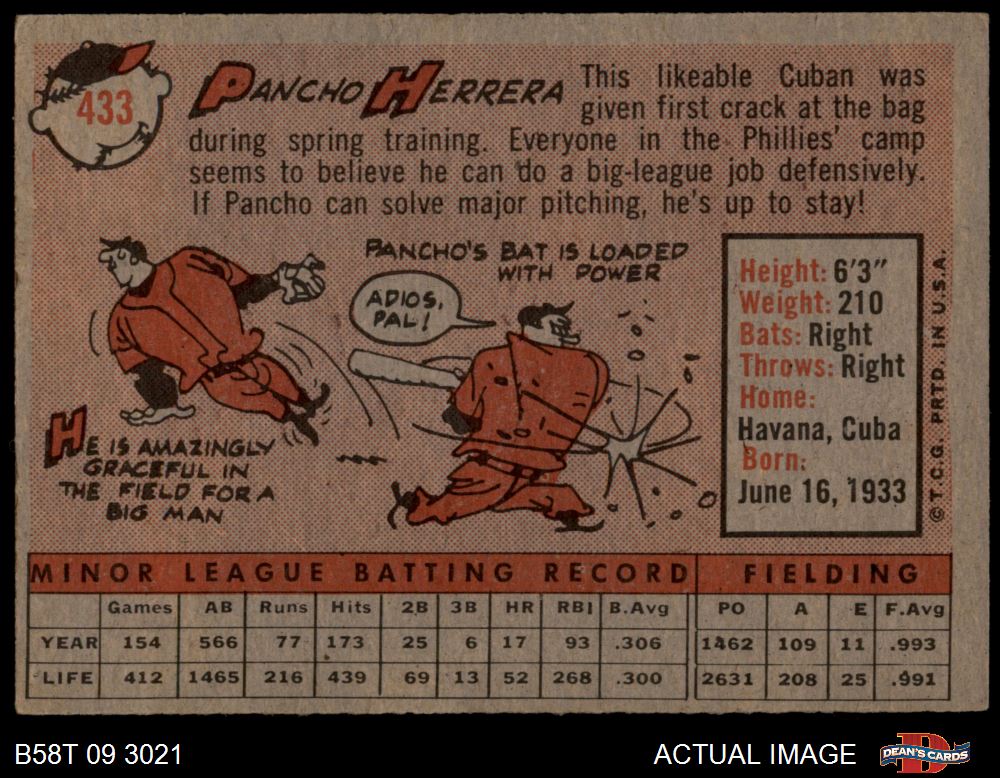 433
PANCHO HERRERA
This likeable Cuban was
given first crack at the bag
during spring training. Everyone in the Phillies' camp
seems to believe he can do a big-league job defensively.
If Pancho can solve major pitching, he's up to stay!
PANCHO'S BAT IS LOADED
WITH POWER
ADIOS,
PAL!
HE IS AMAZINGLY
GRACEFUL IN
THE FIELD FOR A
BIG MAN
Height: 6'3"
Weight: 210
Bats: Right
Throws: Right
Home:
Havana, Cuba
Born:
June 16, 1933
© T.C.G. PRTD. IN U.S.A.
MINOR LEAGUE BATTING RECORD FIELDING
Games AB Runs Hits 2B 3B HR RBI B.Avg PO A E F.Avg
YEAR 154 566 77 173 25 6 17 93 .306 1462 109 11 .993
LIFE 412 1465 216 439 69 13 52 268 .300 2631 208 25 .991
B58T 09 3021
ACTUAL IMAGE
D
DEAN'S CARDS